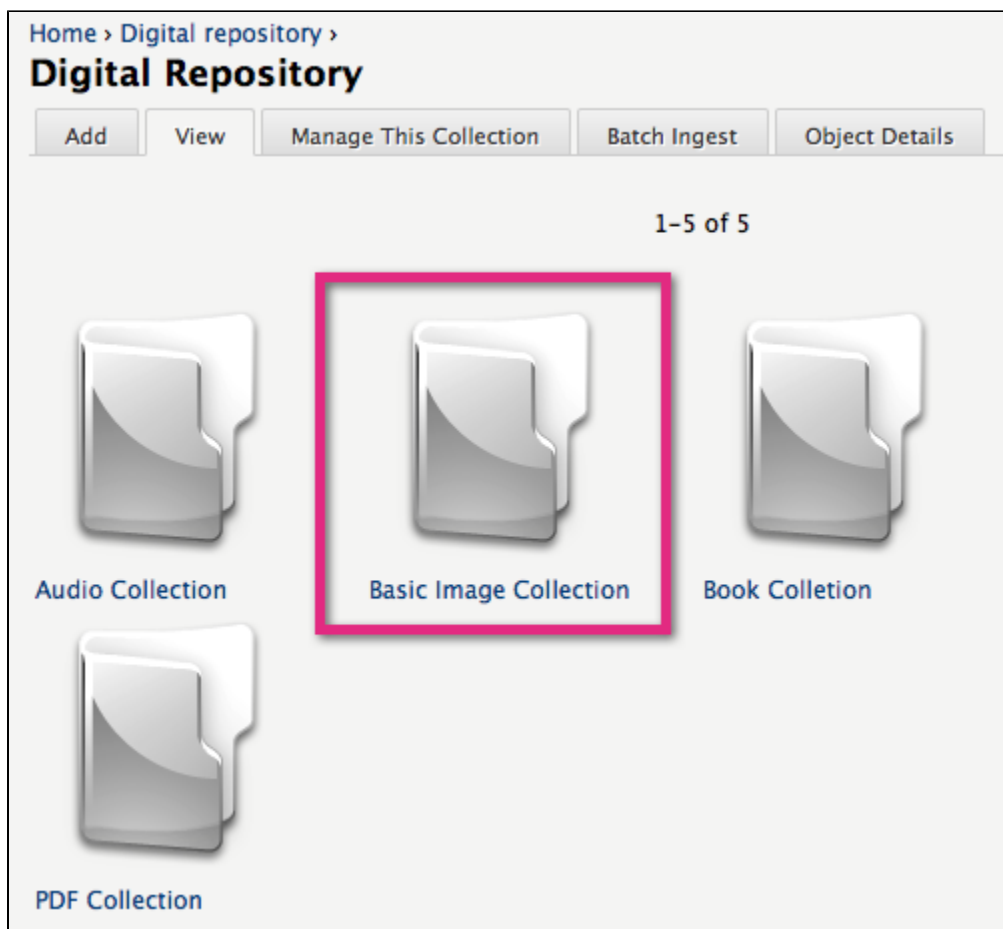 Home › Digital repository ›
Digital Repository
Add View Manage This Collection Batch Ingest Object Details
1–5 of 5
Audio Collection Basic Image Collection Book Colletion
PDF Collection